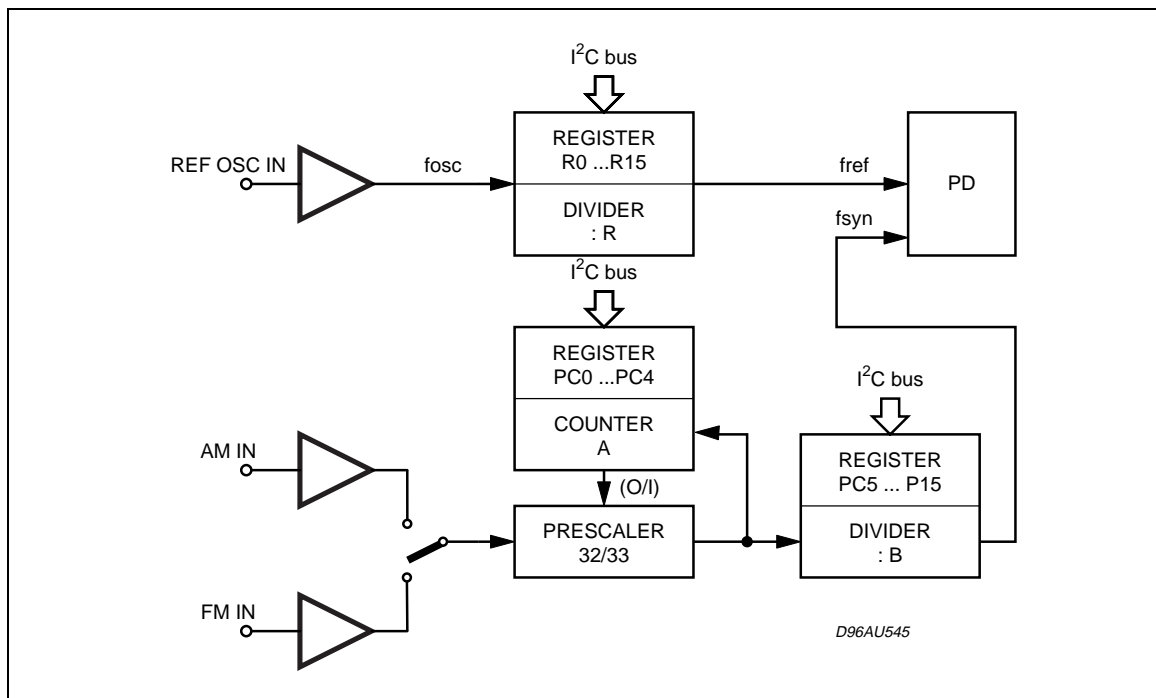 I²C bus
REGISTER
R0 ...R15
DIVIDER
: R
REF OSC IN
fosc
fref
fsyn
PD
I²C bus
REGISTER
PC0 ...PC4
COUNTER
A
(O/I)
AM IN
PRESCALER
32/33
I²C bus
REGISTER
PC5 ... P15
DIVIDER
: B
FM IN
D96AU545